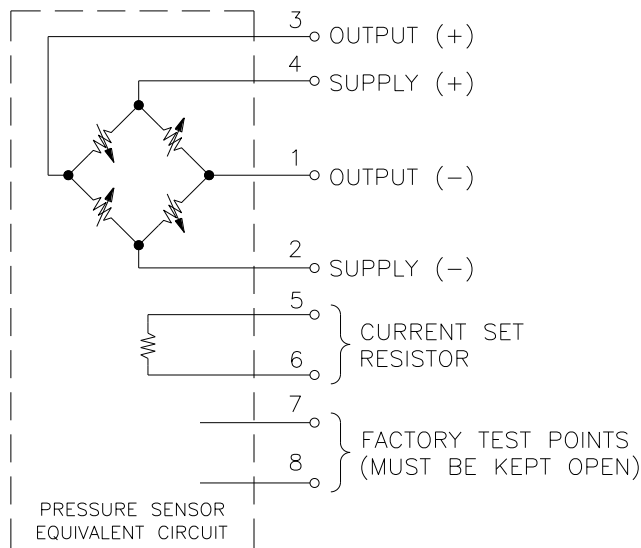 3 OUTPUT (+)
4 SUPPLY (+)
1 OUTPUT (-)
2 SUPPLY (-)
5
CURRENT SET
RESISTOR
6
7
FACTORY TEST POINTS
(MUST BE KEPT OPEN)
8
PRESSURE SENSOR
EQUIVALENT CIRCUIT